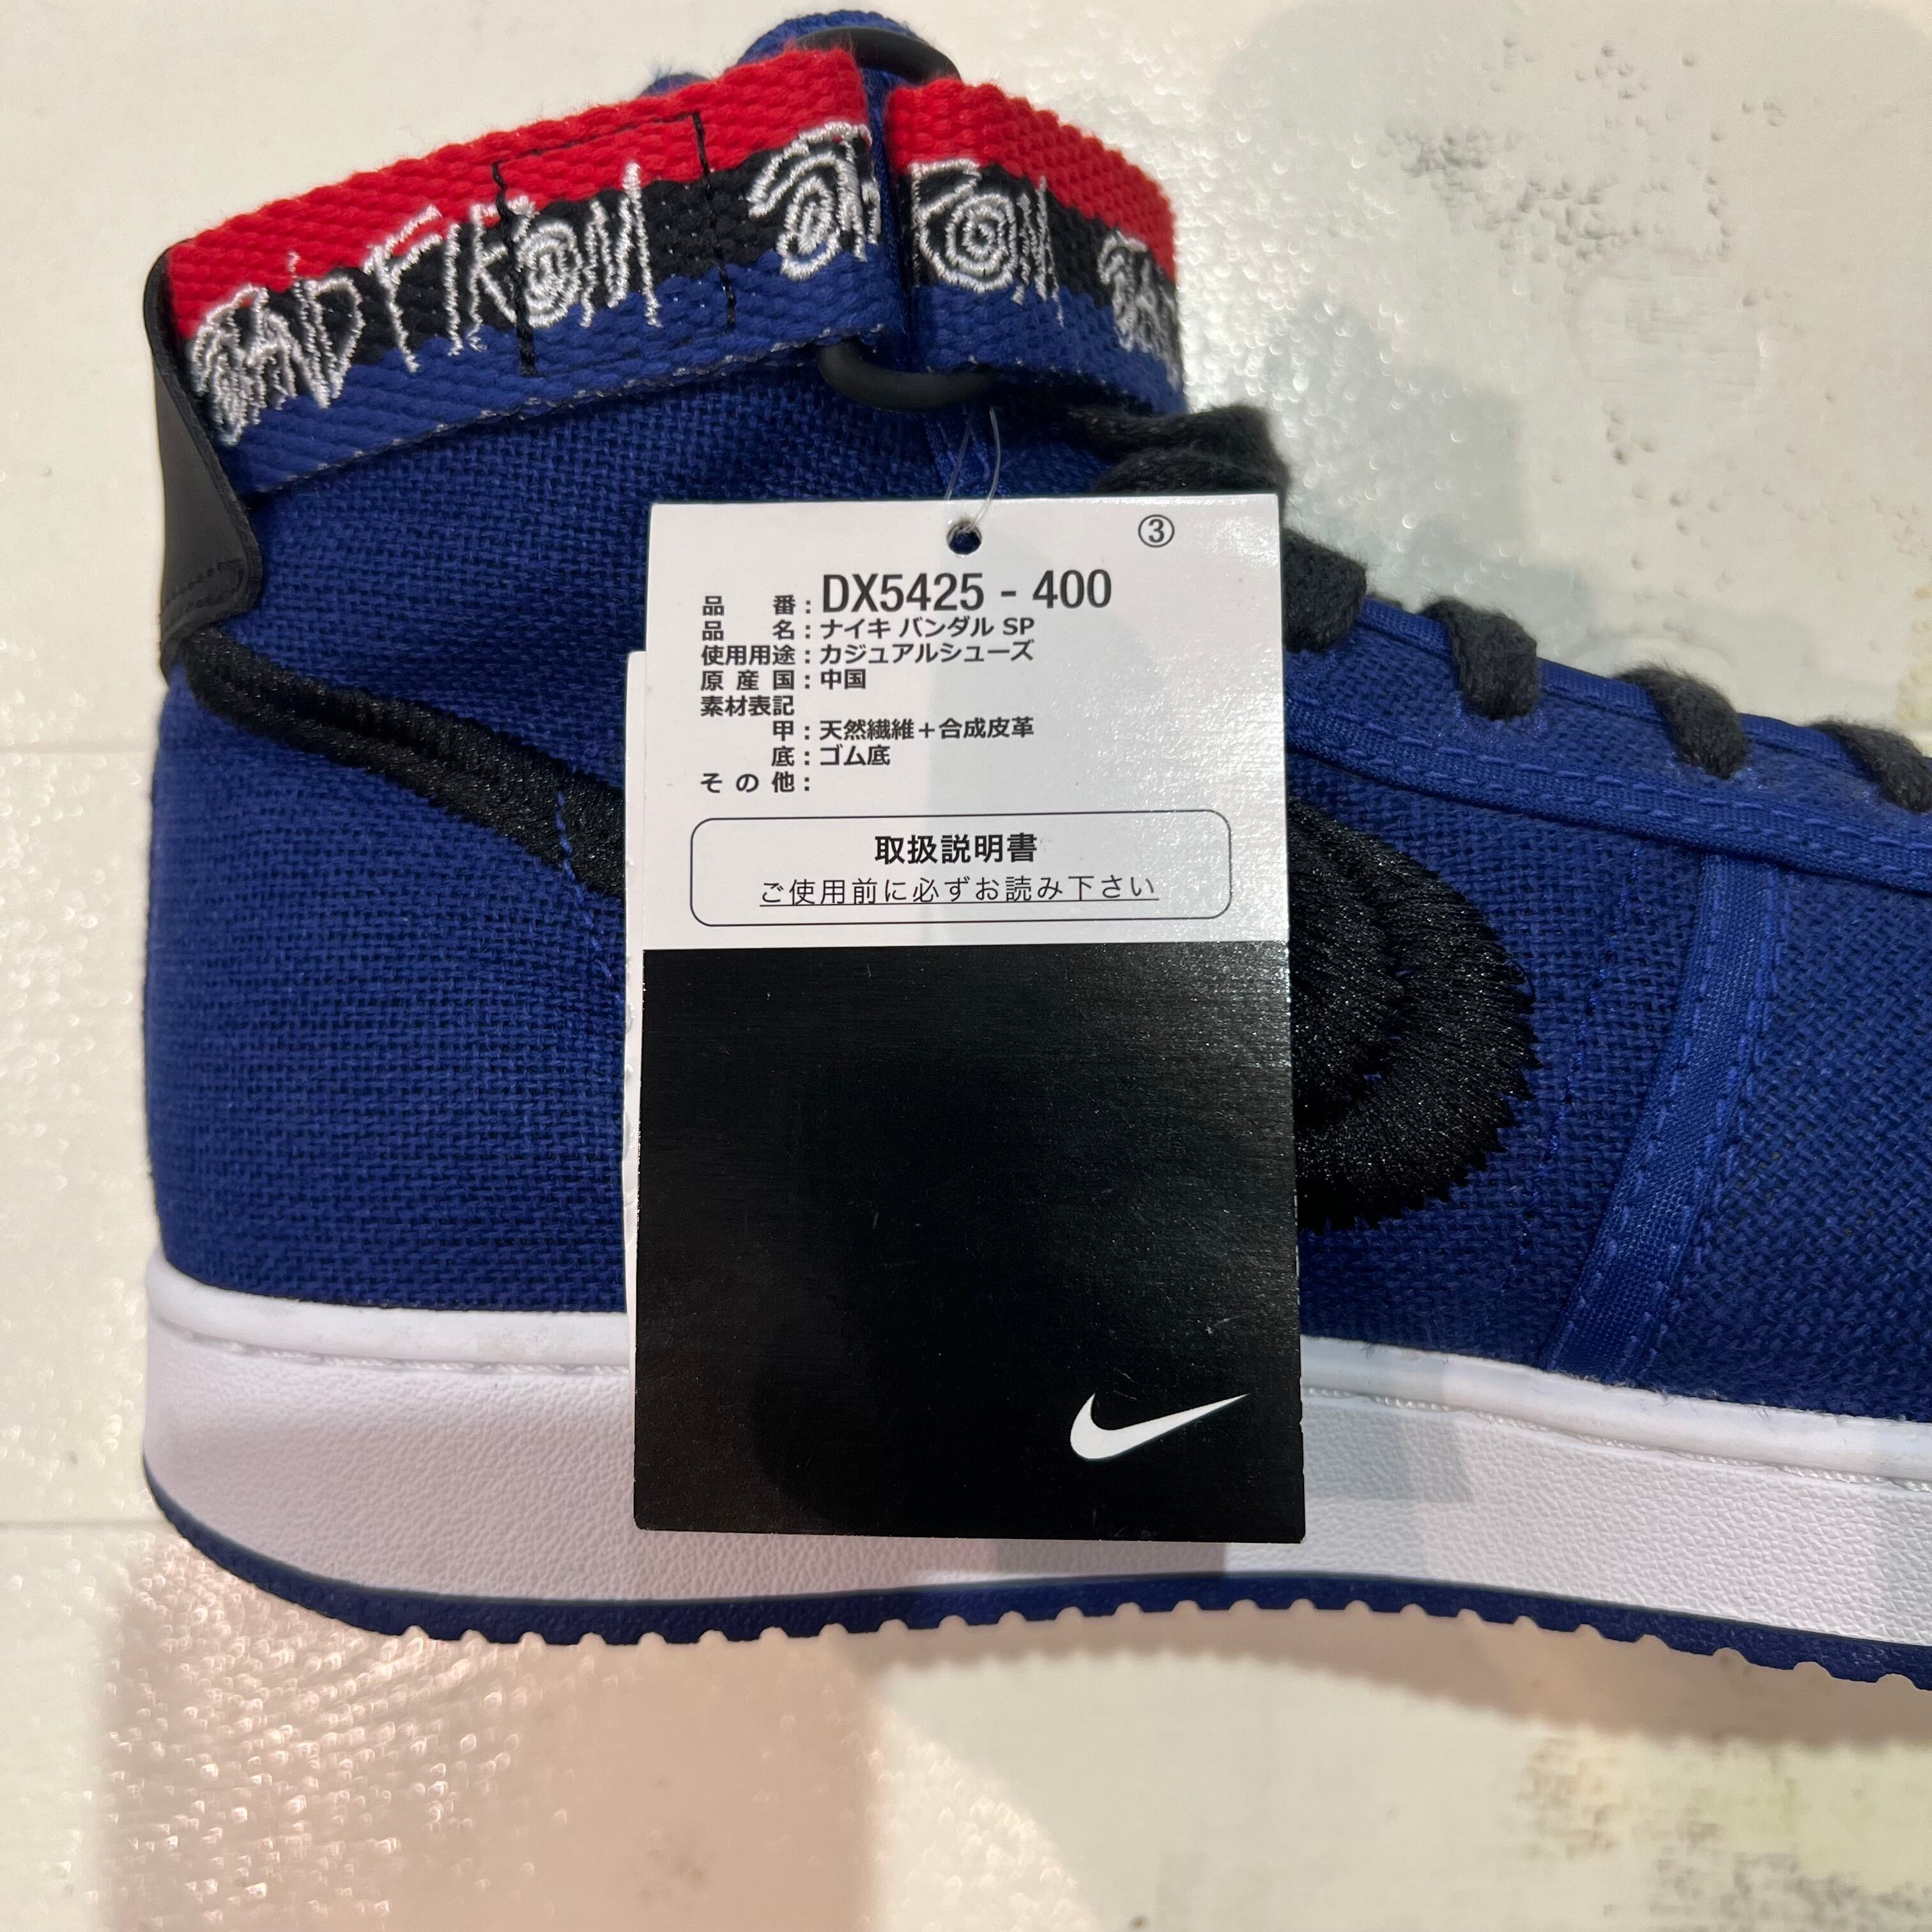 ③
品 番：DX5425 - 400
品 名：ナイキ バンダル SP
使用用途：カジュアルシューズ
原 産 国：中国
素材表記
甲：天然繊維＋合成皮革
底：ゴム底
そ の 他：
取扱説明書
ご使用前に必ずお読み下さい